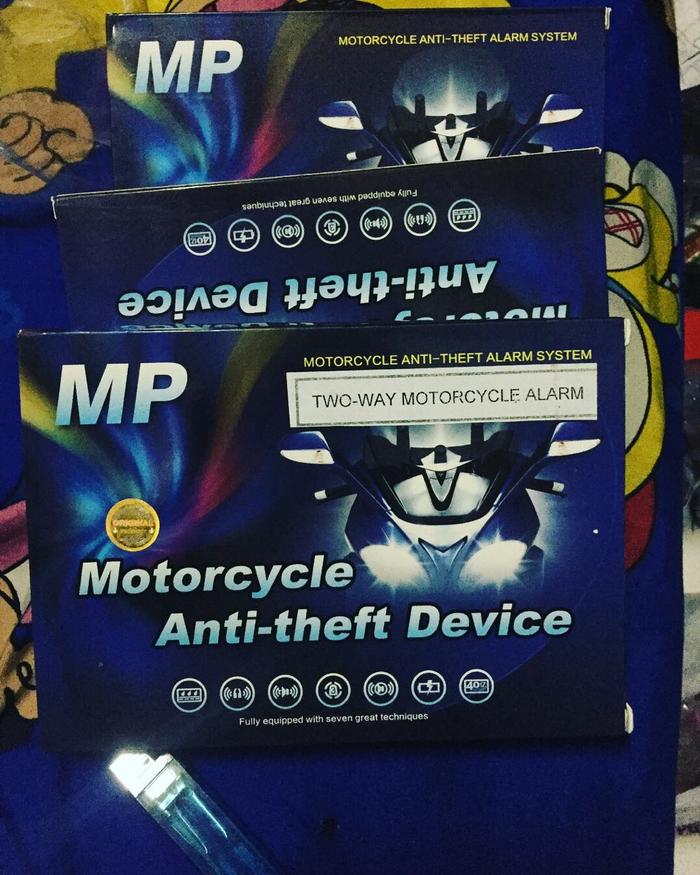 MP
MOTORCYCLE ANTI-THEFT ALARM SYSTEM
Fully equipped with seven great techniques
Anti-theft Device
MP
MOTORCYCLE ANTI-THEFT ALARM SYSTEM
TWO-WAY MOTORCYCLE ALARM
ORIGINAL
Motorcycle
Anti-theft Device
Fully equipped with seven great techniques